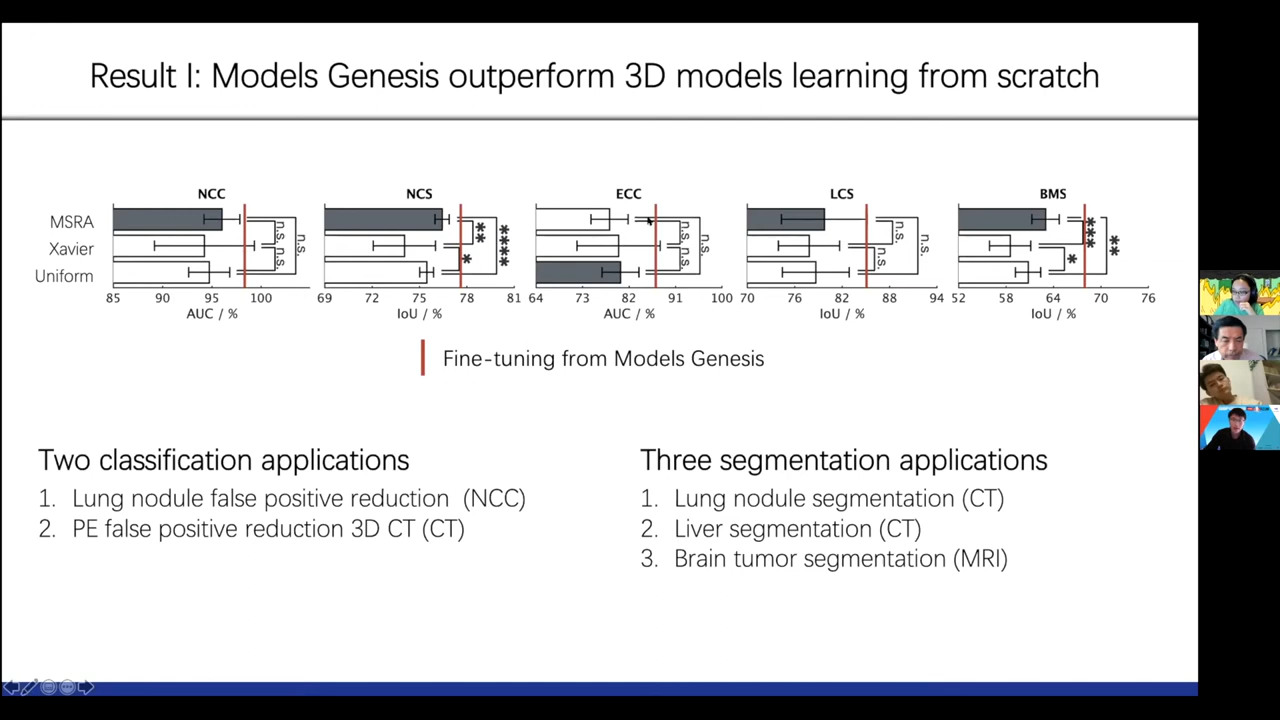 Result I: Models Genesis outperform 3D models learning from scratch
NCC NCS ECC LCS BMS
MSRA
Xavier
Uniform
n.s. n.s. n.s. ** * **** n.s. n.s. n.s. n.s. n.s. n.s. *** * **
85 90 95 100 69 72 75 78 81 64 73 82 91 100 70 76 82 88 94 52 58 64 70 76
AUC / % IoU / % AUC / % IoU / % IoU / %
Fine-tuning from Models Genesis
Two classification applications
1. Lung nodule false positive reduction (NCC)
2. PE false positive reduction 3D CT (CT)
Three segmentation applications
1. Lung nodule segmentation (CT)
2. Liver segmentation (CT)
3. Brain tumor segmentation (MRI)